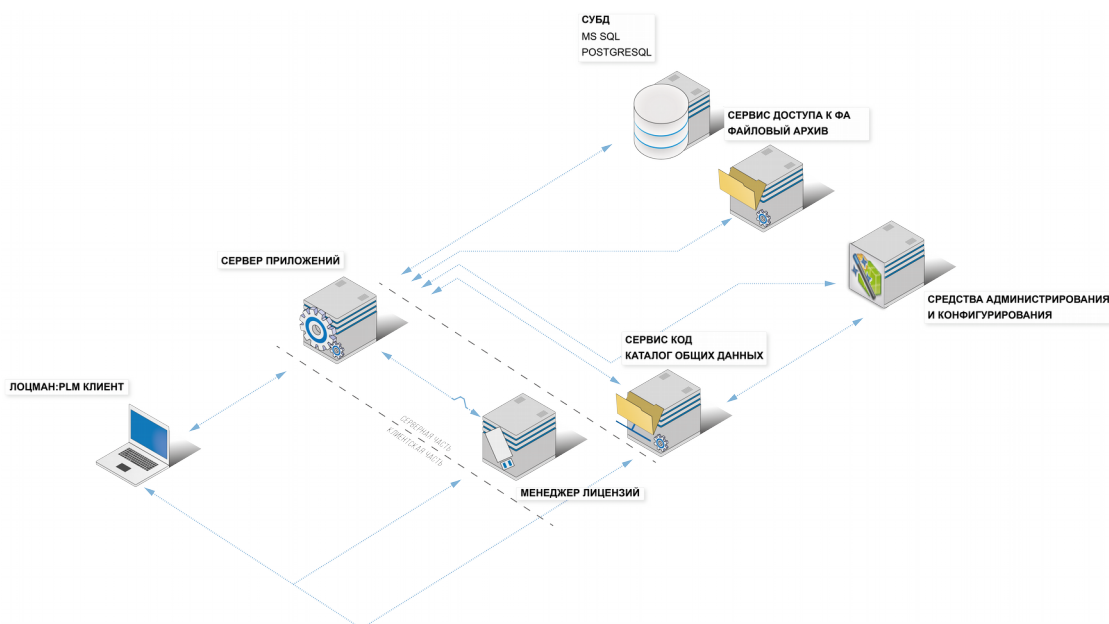 СУБД
MS SQL
POSTGRESQL
СЕРВИС ДОСТУПА К ФА
ФАЙЛОВЫЙ АРХИВ
СЕРВЕР ПРИЛОЖЕНИЙ
СРЕДСТВА АДМИНИСТРИРОВАНИЯ
И КОНФИГУРИРОВАНИЯ
СЕРВИС КОД
КАТАЛОГ ОБЩИХ ДАННЫХ
ЛОЦМАН:PLM КЛИЕНТ
СЕРВЕРНАЯ ЧАСТЬ
КЛИЕНТСКАЯ ЧАСТЬ
МЕНЕДЖЕР ЛИЦЕНЗИЙ